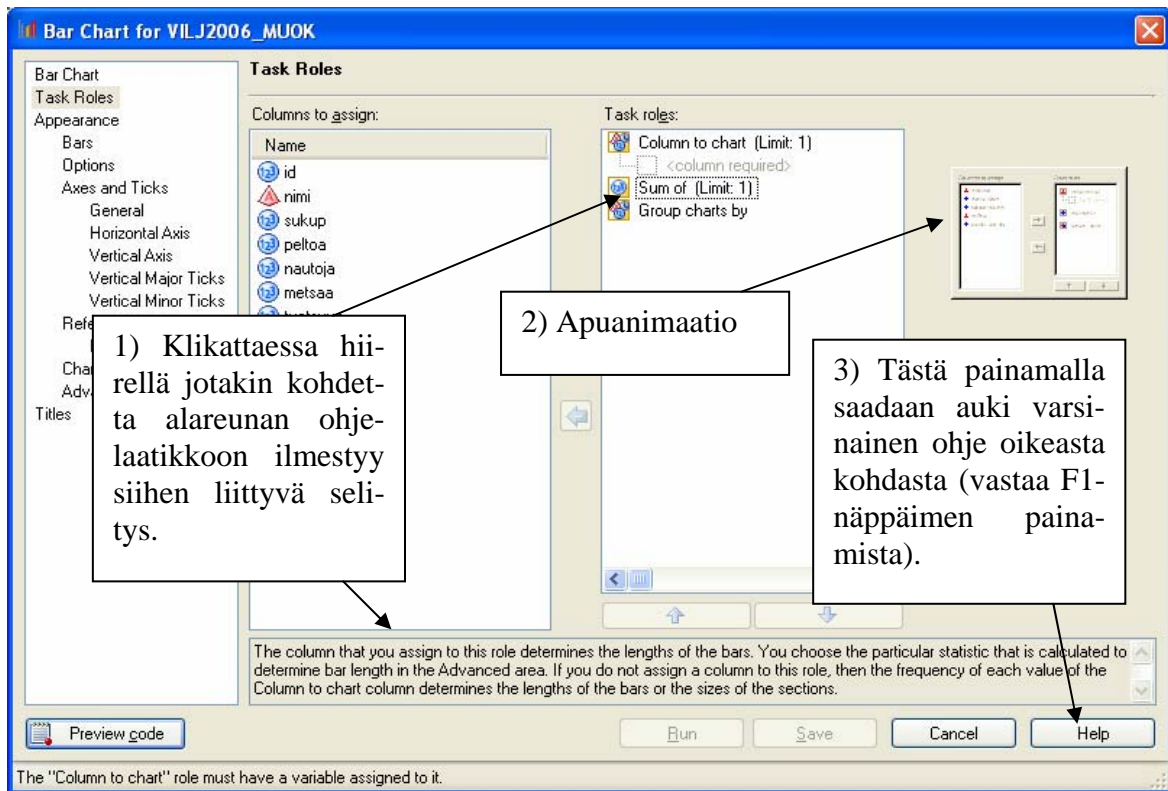 Bar Chart for VILJ2006_MUOK
Bar Chart
Task Roles
Appearance
Bars
Options
Axes and Ticks
General
Horizontal Axis
Vertical Axis
Vertical Major Ticks
Vertical Minor Ticks
Titles
Task Roles
Columns to assign:
Name
id
nimi
sukup
peltoa
nautoja
metsaa
Task roles:
Column to chart (Limit: 1)
<column required>
Sum of (Limit: 1)
Group charts by
1) Klikattaessa hii-
rellä jotakin kohdet-
ta alareunan ohje-
laatikkoon ilmestyy
siihen liittyvä seli-
tys.
2) Apuanimaatio
3) Tästä painamalla
saadaan auki varsi-
nainen ohje oikeasta
kohdasta (vastaa F1-
näppäimen paina-
mista).
The column that you assign to this role determines the lengths of the bars. You choose the particular statistic that is calculated to
determine bar length in the Advanced area. If you do not assign a column to this role, then the frequency of each value of the
Column to chart column determines the lengths of the bars or the sizes of the sections.
Preview code
Run
Save
Cancel
Help
The "Column to chart" role must have a variable assigned to it.